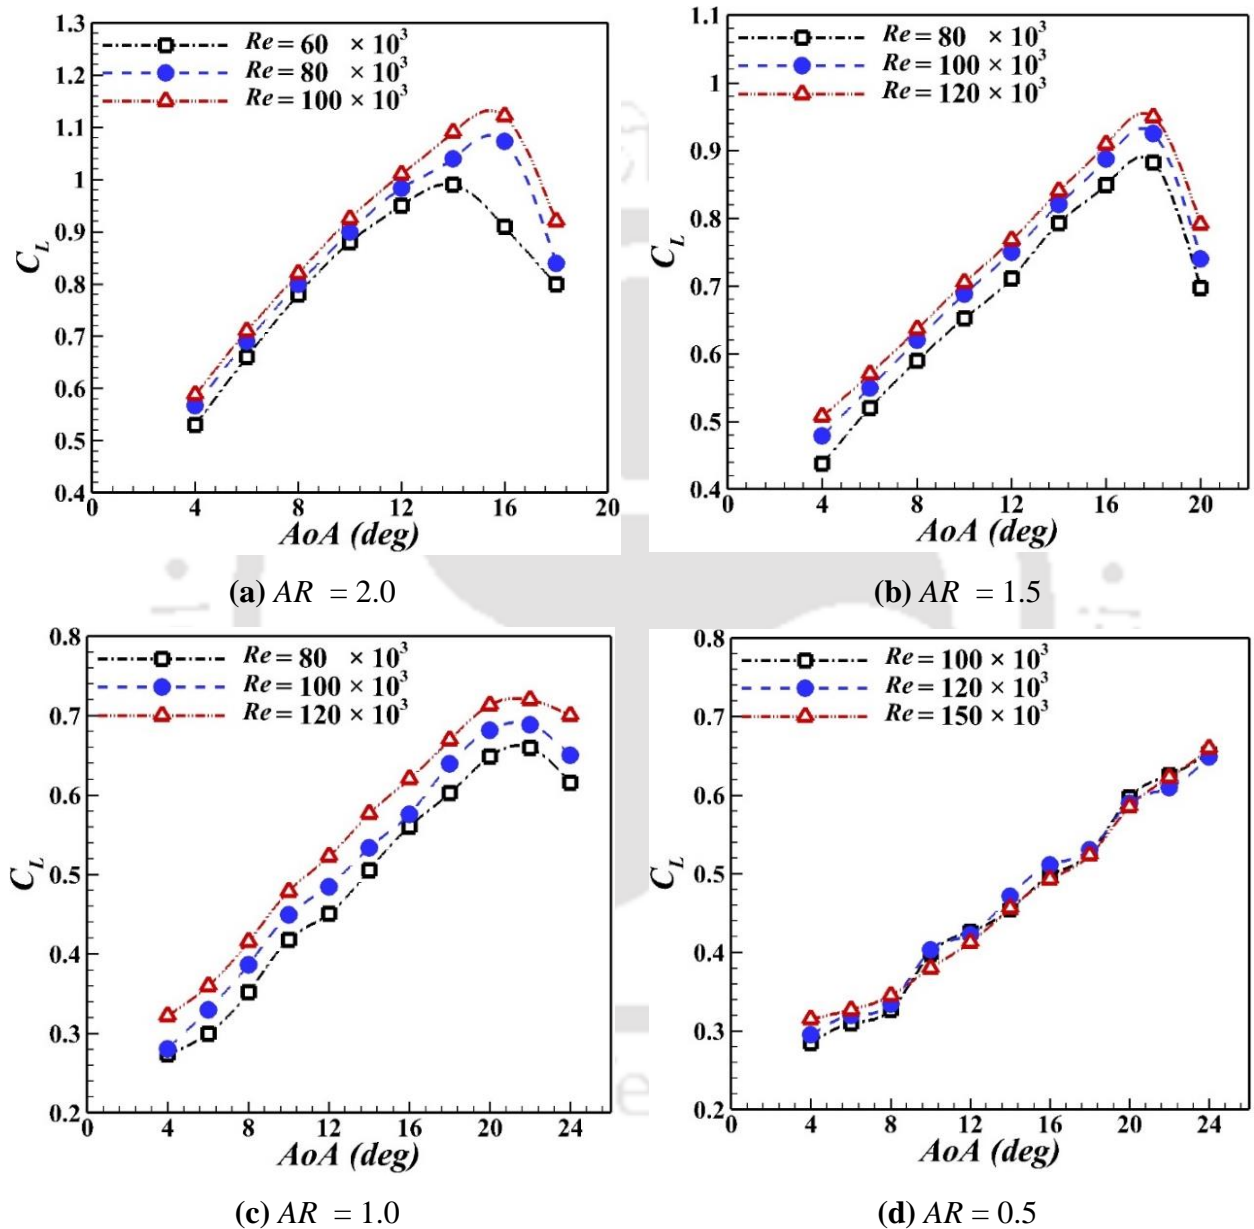 Re = 60 × 10³
Re = 80 × 10³
Re = 100 × 10³
1.3
1.2
1.1
1
0.9
0.8
0.7
0.6
0.5
0.4
C_L
0 4 8 12 16 20
AoA (deg)
(a) AR = 2.0
Re = 80 × 10³
Re = 100 × 10³
Re = 120 × 10³
1.1
1
0.9
0.8
0.7
0.6
0.5
0.4
C_L
0 4 8 12 16 20
AoA (deg)
(b) AR = 1.5
Re = 80 × 10³
Re = 100 × 10³
Re = 120 × 10³
0.8
0.7
0.6
0.5
0.4
0.3
0.2
C_L
0 4 8 12 16 20 24
AoA (deg)
(c) AR = 1.0
Re = 100 × 10³
Re = 120 × 10³
Re = 150 × 10³
0.8
0.7
0.6
0.5
0.4
0.3
0.2
C_L
0 4 8 12 16 20 24
AoA (deg)
(d) AR = 0.5